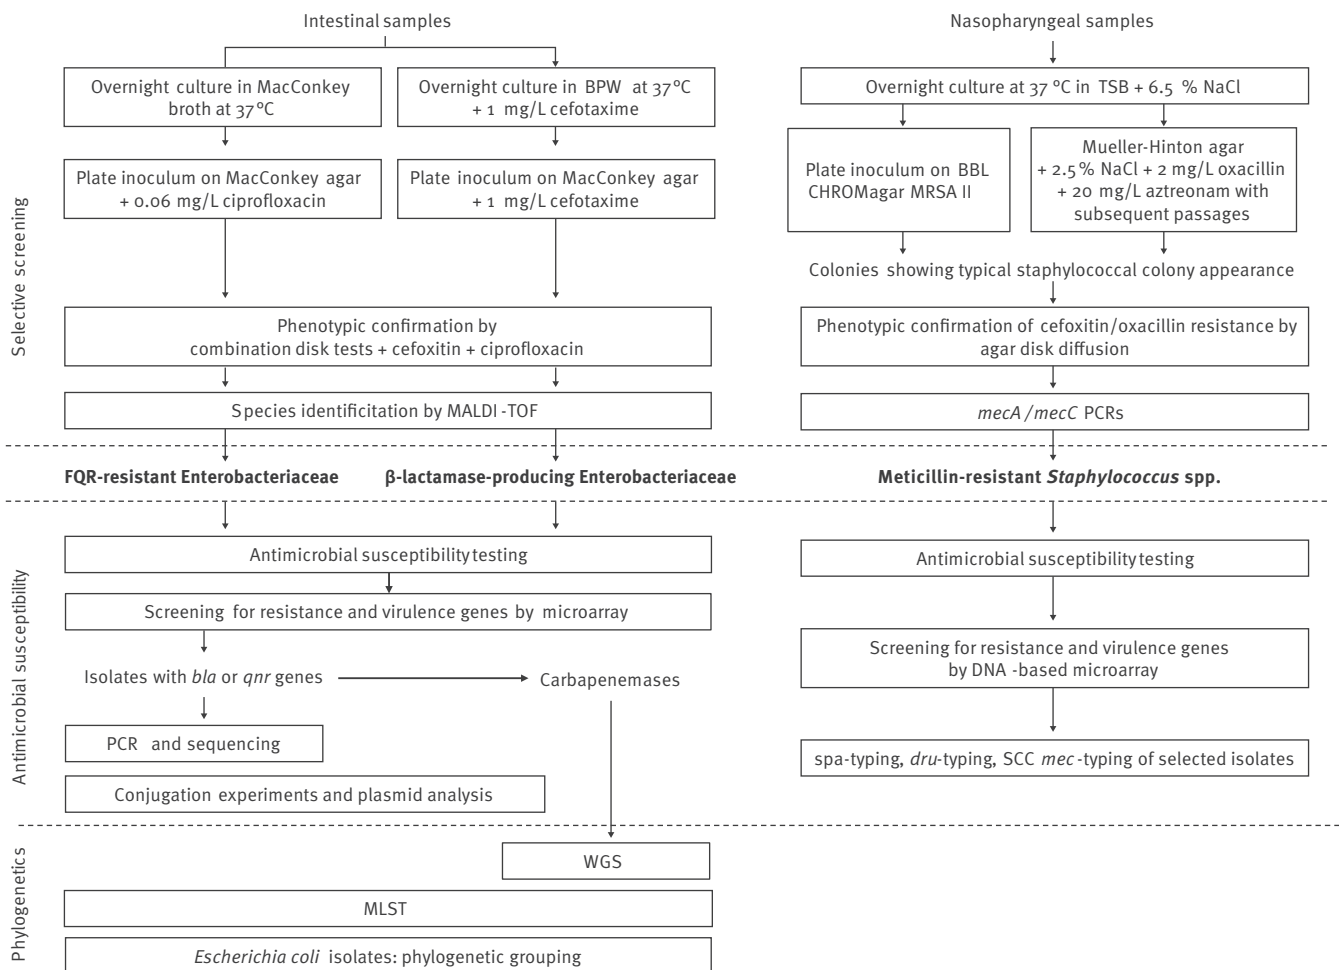 Intestinal samples
Overnight culture in MacConkey
broth at 37°C
Overnight culture in BPW at 37°C
+ 1 mg/L cefotaxime
Plate inoculum on MacConkey agar
+ 0.06 mg/L ciprofloxacin
Plate inoculum on MacConkey agar
+ 1 mg/L cefotaxime
Phenotypic confirmation by
combination disk tests + cefoxitin + ciprofloxacin
Species identificitation by MALDI-TOF
Nasopharyngeal samples
Overnight culture at 37 °C in TSB + 6.5 % NaCl
Plate inoculum on BBL
CHROMagar MRSA II
Mueller-Hinton agar
+ 2.5% NaCl + 2 mg/L oxacillin
+ 20 mg/L aztreonam with
subsequent passages
Colonies showing typical staphylococcal colony appearance
Phenotypic confirmation of cefoxitin/oxacillin resistance by
agar disk diffusion
mecA/mecC PCRs
Selective screening
FQR-resistant Enterobacteriaceae
β-lactamase-producing Enterobacteriaceae
Meticillin-resistant Staphylococcus spp.
Antimicrobial susceptibility testing
Screening for resistance and virulence genes by microarray
Isolates with bla or qnr genes
Carbapenemases
PCR and sequencing
Conjugation experiments and plasmid analysis
Antimicrobial susceptibility testing
Screening for resistance and virulence genes
by DNA -based microarray
spa-typing, dru-typing, SCC mec-typing of selected isolates
Antimicrobial susceptibility
WGS
MLST
Escherichia coli isolates: phylogenetic grouping
Phylogenetics